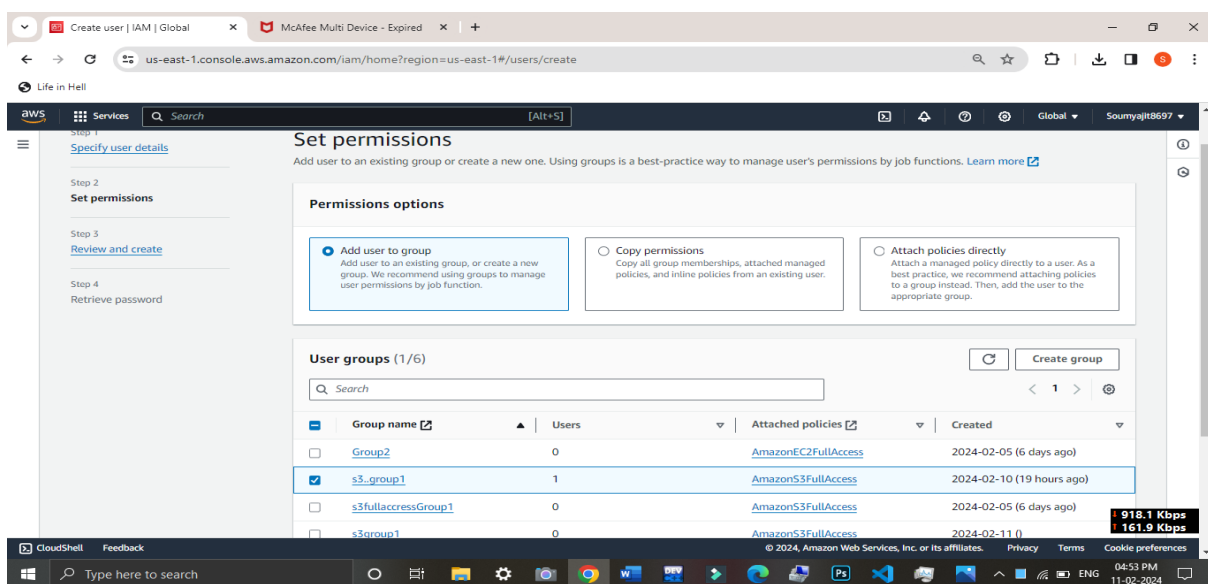 Create user | IAM | Global
McAfee Multi Device - Expired
us-east-1.console.aws.amazon.com/iam/home?region=us-east-1#/users/create
S
Life in Hell
aws
Services
Search
[Alt+S]
Global
Soumyajit8697
Step 1
Specify user details
Step 2
Set permissions
Step 3
Review and create
Step 4
Retrieve password
Set permissions
Add user to an existing group or create a new one. Using groups is a best-practice way to manage user's permissions by job functions. Learn more
Permissions options
Add user to group
Add user to an existing group, or create a new
group. We recommend using groups to manage
user permissions by job function.
Copy permissions
Copy all group memberships, attached managed
policies, and inline policies from an existing user.
Attach policies directly
Attach a managed policy directly to a user. As a
best practice, we recommend attaching policies
to a group instead. Then, add the user to the
appropriate group.
User groups (1/6)
Create group
Search
1
Group name Users Attached policies Created
Group2 0 AmazonEC2FullAccess 2024-02-05 (6 days ago)
s3..group1 1 AmazonS3FullAccess 2024-02-10 (19 hours ago)
s3fullaccressGroup1 0 AmazonS3FullAccess 2024-02-05 (6 days ago)
s3group1 0 AmazonS3FullAccess 2024-02-11 ()
918.1 Kbps
161.9 Kbps
CloudShell Feedback © 2024, Amazon Web Services, Inc. or its affiliates. Privacy Terms Cookie preferences
Type here to search
W
DEV
Ps
ENG
04:53 PM
11-02-2024